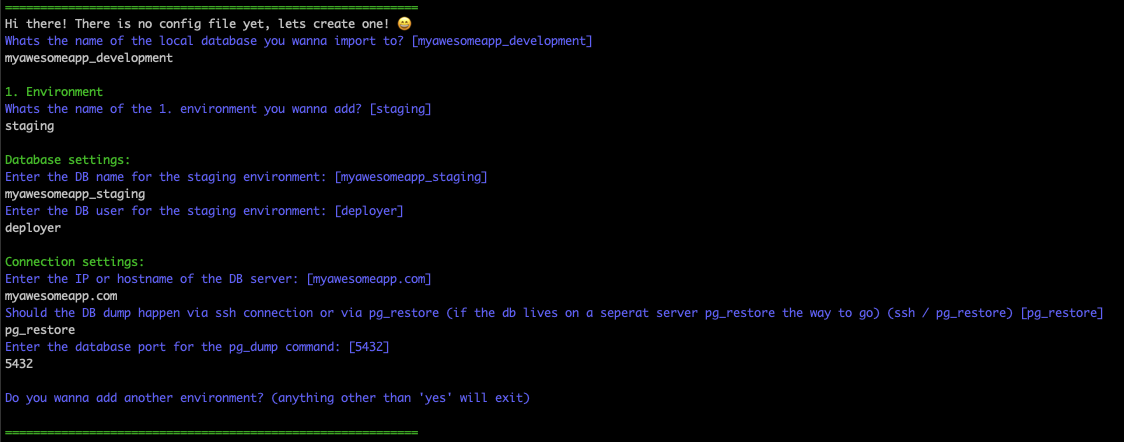 ===========================================================
Hi there! There is no config file yet, lets create one! 😄
Whats the name of the local database you wanna import to? [myawesomeapp_development]
myawesomeapp_development
1. Environment
Whats the name of the 1. environment you wanna add? [staging]
staging
Database settings:
Enter the DB name for the staging environment: [myawesomeapp_staging]
myawesomeapp_staging
Enter the DB user for the staging environment: [deployer]
deployer
Connection settings:
Enter the IP or hostname of the DB server: [myawesomeapp.com]
myawesomeapp.com
Should the DB dump happen via ssh connection or via pg_restore (if the db lives on a seperat server pg_restore the way to go) (ssh / pg_restore) [pg_restore]
pg_restore
Enter the database port for the pg_dump command: [5432]
5432
Do you wanna add another environment? (anything other than 'yes' will exit)
===========================================================